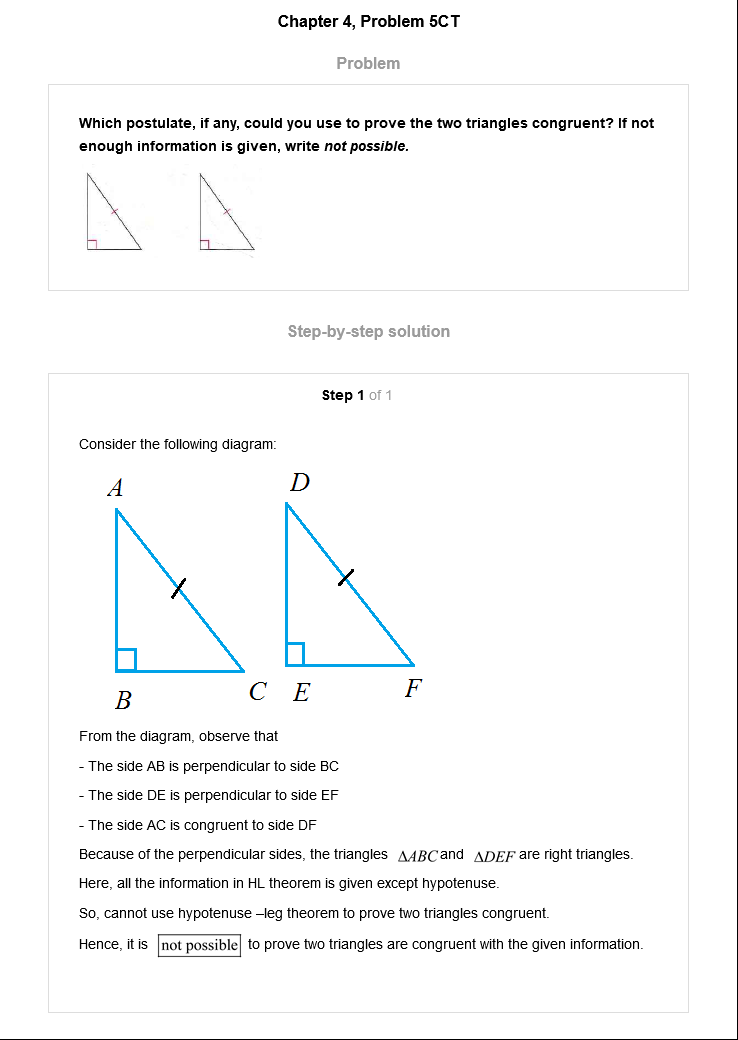 Chapter 4, Problem 5CT
Problem
Which postulate, if any, could you use to prove the two triangles congruent? If not
enough information is given, write not possible.
Step-by-step solution
Step 1 of 1
Consider the following diagram:
A
D
B
C
E
F
From the diagram, observe that
- The side AB is perpendicular to side BC
- The side DE is perpendicular to side EF
- The side AC is congruent to side DF
Because of the perpendicular sides, the triangles ΔABC and ΔDEF are right triangles.
Here, all the information in HL theorem is given except hypotenuse.
So, cannot use hypotenuse –leg theorem to prove two triangles congruent.
Hence, it is not possible to prove two triangles are congruent with the given information.